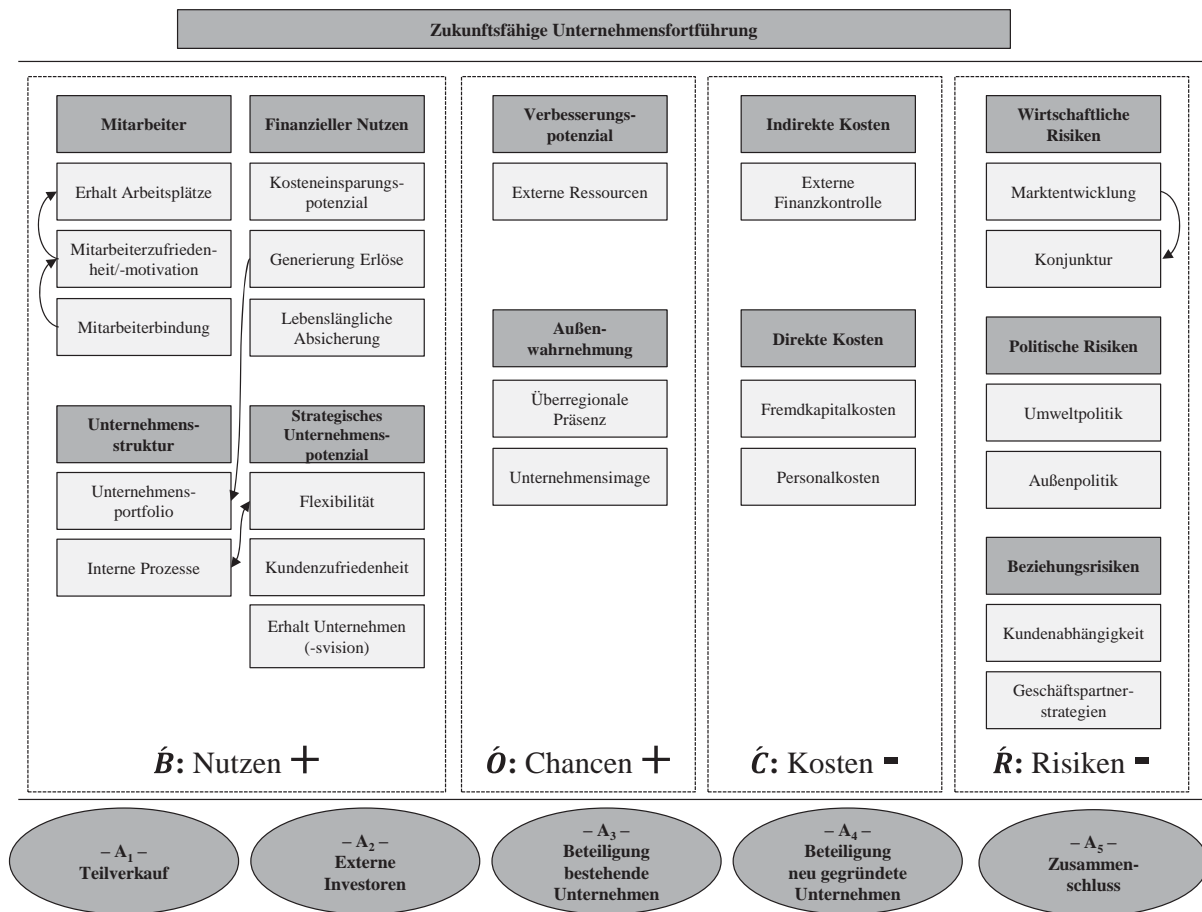 Zukunftsfähige Unternehmensfortführung
Mitarbeiter
Erhalt Arbeitsplätze
Mitarbeiterzufrieden-
heit/-motivation
Mitarbeiterbindung
Finanzieller Nutzen
Kosteneinsparungs-
potenzial
Generierung Erlöse
Lebenslängliche
Absicherung
Unternehmens-
struktur
Unternehmens-
portfolio
Interne Prozesse
Strategisches
Unternehmens-
potenzial
Flexibilität
Kundenzufriedenheit
Erhalt Unternehmen
(-svision)
B́: Nutzen +
Verbesserungs-
potenzial
Externe Ressourcen
Außen-
wahrnehmung
Überregionale
Präsenz
Unternehmensimage
Ó: Chancen +
Indirekte Kosten
Externe
Finanzkontrolle
Direkte Kosten
Fremdkapitalkosten
Personalkosten
Ć: Kosten -
Wirtschaftliche
Risiken
Marktentwicklung
Konjunktur
Politische Risiken
Umweltpolitik
Außenpolitik
Beziehungsrisiken
Kundenabhängigkeit
Geschäftspartner-
strategien
Ŕ: Risiken -
– A₁ –
Teilverkauf
– A₂ –
Externe
Investoren
– A₃ –
Beteiligung
bestehende
Unternehmen
– A₄ –
Beteiligung
neu gegründete
Unternehmen
– A₅ –
Zusammen-
schluss